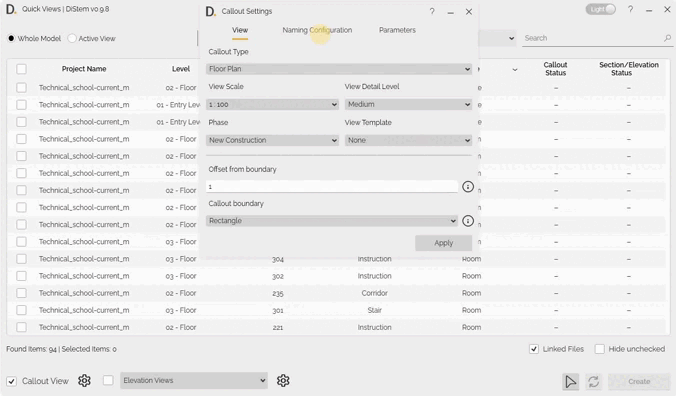 Quick Views | DiStem v0.9.8
Light
D. Callout Settings
View Naming Configuration Parameters
Whole Model Active View
Search
Callout Type
Floor Plan
View Scale View Detail Level
1 : 100 Medium
Phase View Template
New Construction None
Offset from boundary
1
Callout boundary
Rectangle
Apply
Project Name Level Callout Status Section/Elevation Status
Technical_school-current_m 02 - Floor – –
Technical_school-current_m 01 - Entry Leve – –
Technical_school-current_m 01 - Entry Leve – –
Technical_school-current_m 02 - Floor – –
Technical_school-current_m 02 - Floor – –
Technical_school-current_m 02 - Floor – –
Technical_school-current_m 02 - Floor – –
Technical_school-current_m 02 - Floor – –
Technical_school-current_m 02 - Floor – –
Technical_school-current_m 03 - Floor – –
Technical_school-current_m 03 - Floor 304 Instruction Room – –
Technical_school-current_m 03 - Floor 302 Instruction Room – –
Technical_school-current_m 02 - Floor 235 Corridor Room – –
Technical_school-current_m 03 - Floor 301 Stair Room – –
Technical_school-current_m 02 - Floor 221 Instruction Room – –
Found Items: 94 | Selected Items: 0
Linked Files Hide unchecked
Callout View Elevation Views Create